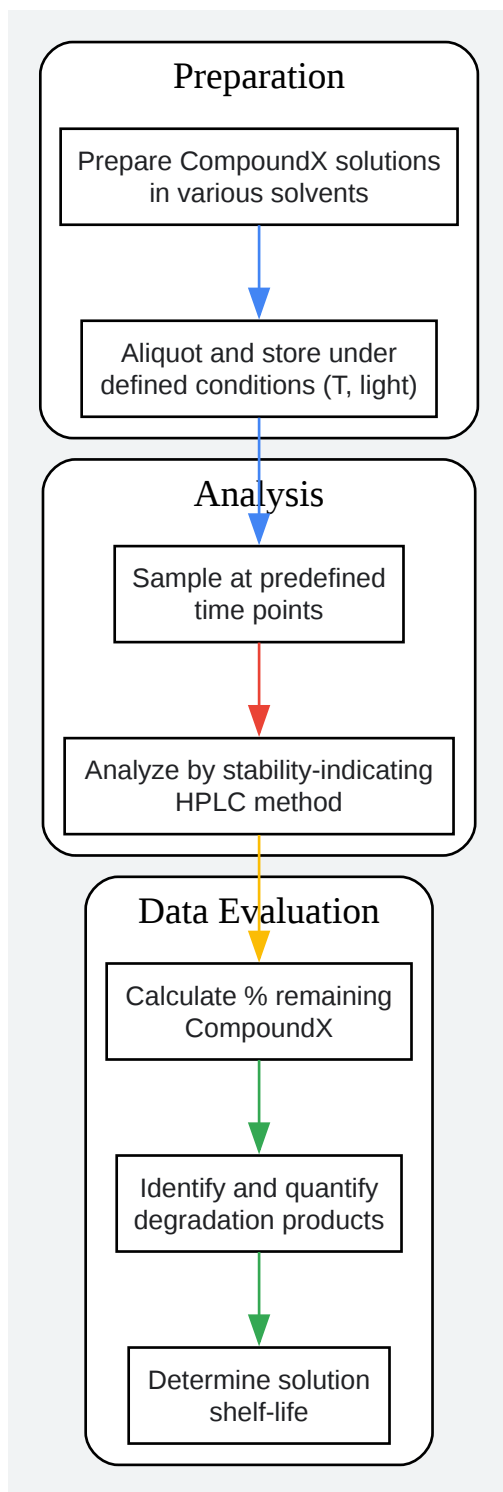 Preparation
Prepare CompoundX solutions
in various solvents
Aliquot and store under
defined conditions (T, light)
Analysis
Sample at predefined
time points
Analyze by stability-indicating
HPLC method
Data Evaluation
Calculate % remaining
CompoundX
Identify and quantify
degradation products
Determine solution
shelf-life